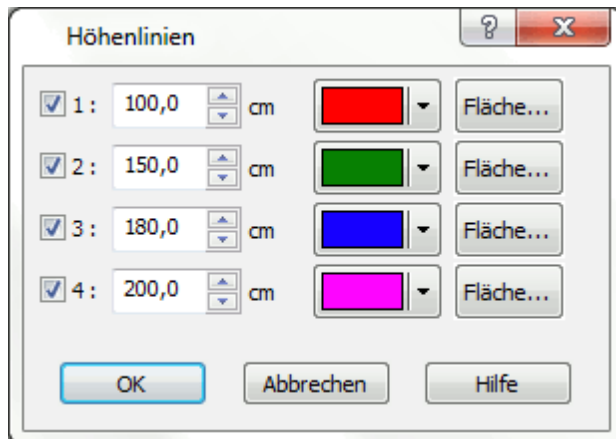 Höhenlinien
1 : 100,0 cm Fläche...
2 : 150,0 cm Fläche...
3 : 180,0 cm Fläche...
4 : 200,0 cm Fläche...
OK Abbrechen Hilfe